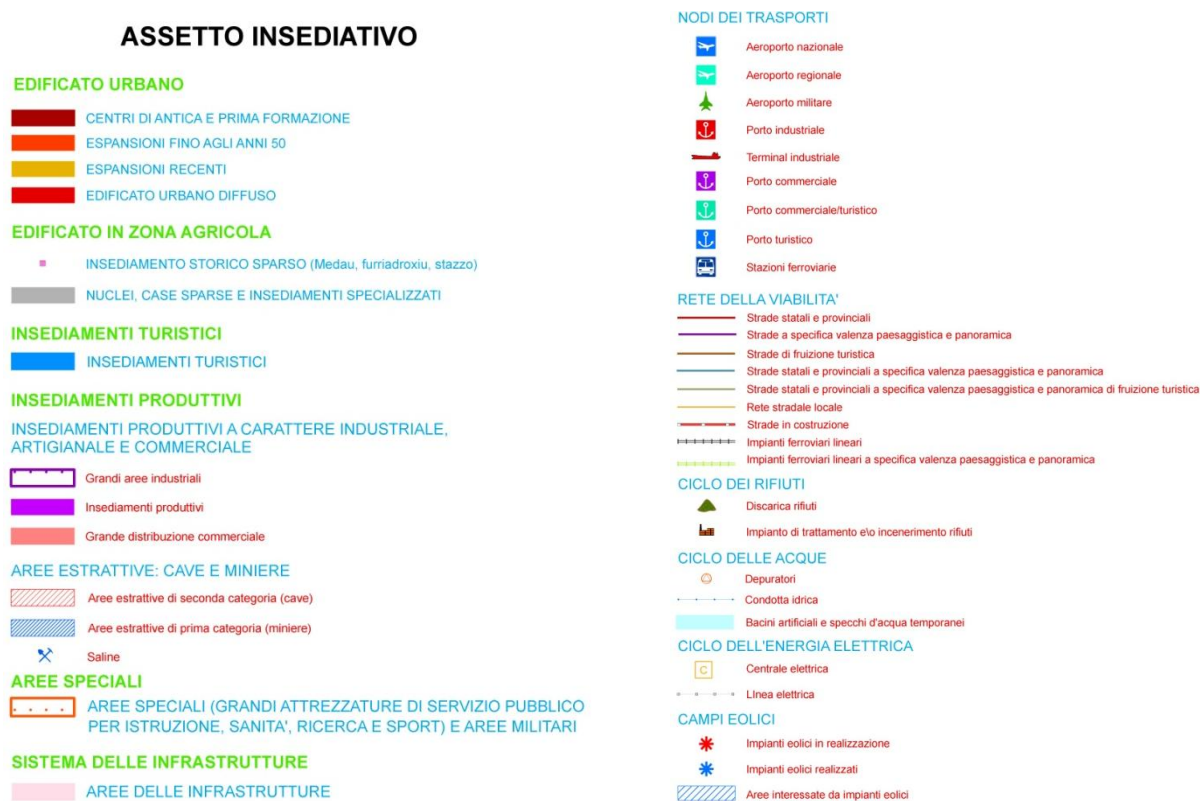 ASSETTO INSEDIATIVO
EDIFICATO URBANO
CENTRI DI ANTICA E PRIMA FORMAZIONE
ESPANSIONI FINO AGLI ANNI 50
ESPANSIONI RECENTI
EDIFICATO URBANO DIFFUSO
EDIFICATO IN ZONA AGRICOLA
INSEDIAMENTO STORICO SPARSO (Medau, furriadroxiu, stazzo)
NUCLEI, CASE SPARSE E INSEDIAMENTI SPECIALIZZATI
INSEDIAMENTI TURISTICI
INSEDIAMENTI TURISTICI
INSEDIAMENTI PRODUTTIVI
INSEDIAMENTI PRODUTTIVI A CARATTERE INDUSTRIALE,
ARTIGIANALE E COMMERCIALE
Grandi aree industriali
Insediamenti produttivi
Grande distribuzione commerciale
AREE ESTRATTIVE: CAVE E MINIERE
Aree estrattive di seconda categoria (cave)
Aree estrattive di prima categoria (miniere)
Saline
AREE SPECIALI
AREE SPECIALI (GRANDI ATTREZZATURE DI SERVIZIO PUBBLICO
PER ISTRUZIONE, SANITA', RICERCA E SPORT) E AREE MILITARI
SISTEMA DELLE INFRASTRUTTURE
AREE DELLE INFRASTRUTTURE
NODI DEI TRASPORTI
Aeroporto nazionale
Aeroporto regionale
Aeroporto militare
Porto industriale
Terminal industriale
Porto commerciale
Porto commerciale/turistico
Porto turistico
Stazioni ferroviarie
RETE DELLA VIABILITA'
Strade statali e provinciali
Strade a specifica valenza paesaggistica e panoramica
Strade di fruizione turistica
Strade statali e provinciali a specifica valenza paesaggistica e panoramica
Strade statali e provinciali a specifica valenza paesaggistica e panoramica di fruizione turistica
Rete stradale locale
Strade in costruzione
Impianti ferroviari lineari
Impianti ferroviari lineari a specifica valenza paesaggistica e panoramica
CICLO DEI RIFIUTI
Discarica rifiuti
Impianto di trattamento e\o incenerimento rifiuti
CICLO DELLE ACQUE
Depuratori
Condotta idrica
Bacini artificiali e specchi d'acqua temporanei
CICLO DELL'ENERGIA ELETTRICA
C Centrale elettrica
LInea elettrica
CAMPI EOLICI
Impianti eolici in realizzazione
Impianti eolici realizzati
Aree interessate da impianti eolici